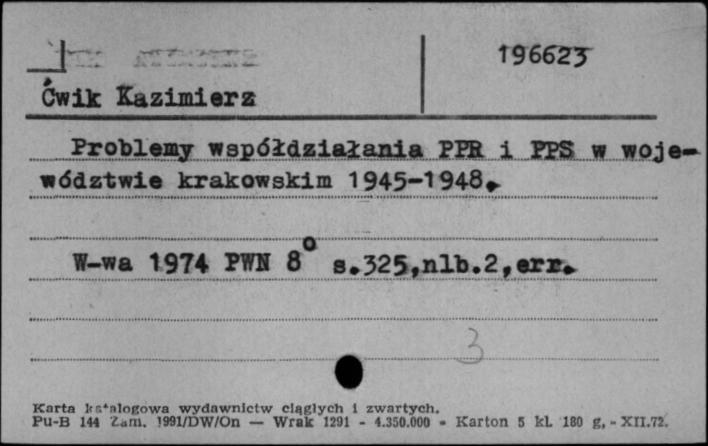 196623
Ćwik Kazimierz
Problemy współdziałania PPR i PPS w woje-
wództwie krakowskim 1945-1948.
W-wa 1974 PWN 8° s.325,nlb.2,err.
3
Karta katalogowa wydawnictw ciągłych i zwartych.
Pu-B 144 Zam. 1991/DW/On — Wrak 1291 - 4.350.000 - Karton 5 kl. 180 g, - XII.72.